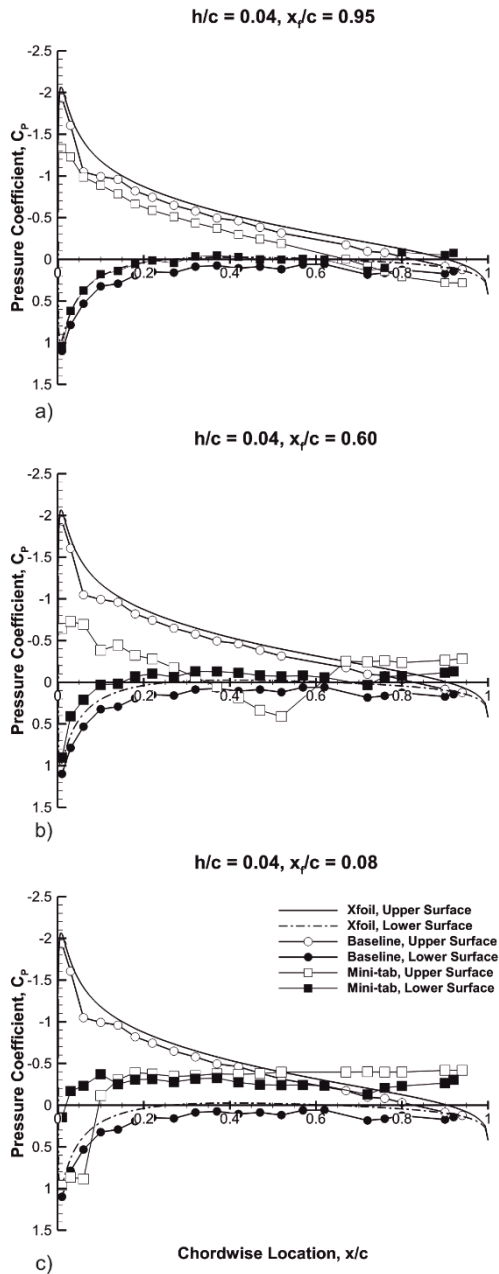 h/c = 0.04, x_f/c = 0.95
-2.5
-2
-1.5
-1
-0.5
0
0.5
1
1.5
0 0.2 0.4 0.6 0.8 1
Pressure Coefficient, C_P
a)
h/c = 0.04, x_f/c = 0.60
-2.5
-2
-1.5
-1
-0.5
0
0.5
1
1.5
0 0.2 0.4 0.6 0.8 1
Pressure Coefficient, C_P
b)
h/c = 0.04, x_f/c = 0.08
-2.5
-2
-1.5
-1
-0.5
0
0.5
1
1.5
0 0.2 0.4 0.6 0.8 1
Pressure Coefficient, C_P
Xfoil, Upper Surface
Xfoil, Lower Surface
Baseline, Upper Surface
Baseline, Lower Surface
Mini-tab, Upper Surface
Mini-tab, Lower Surface
c)
Chordwise Location, x/c